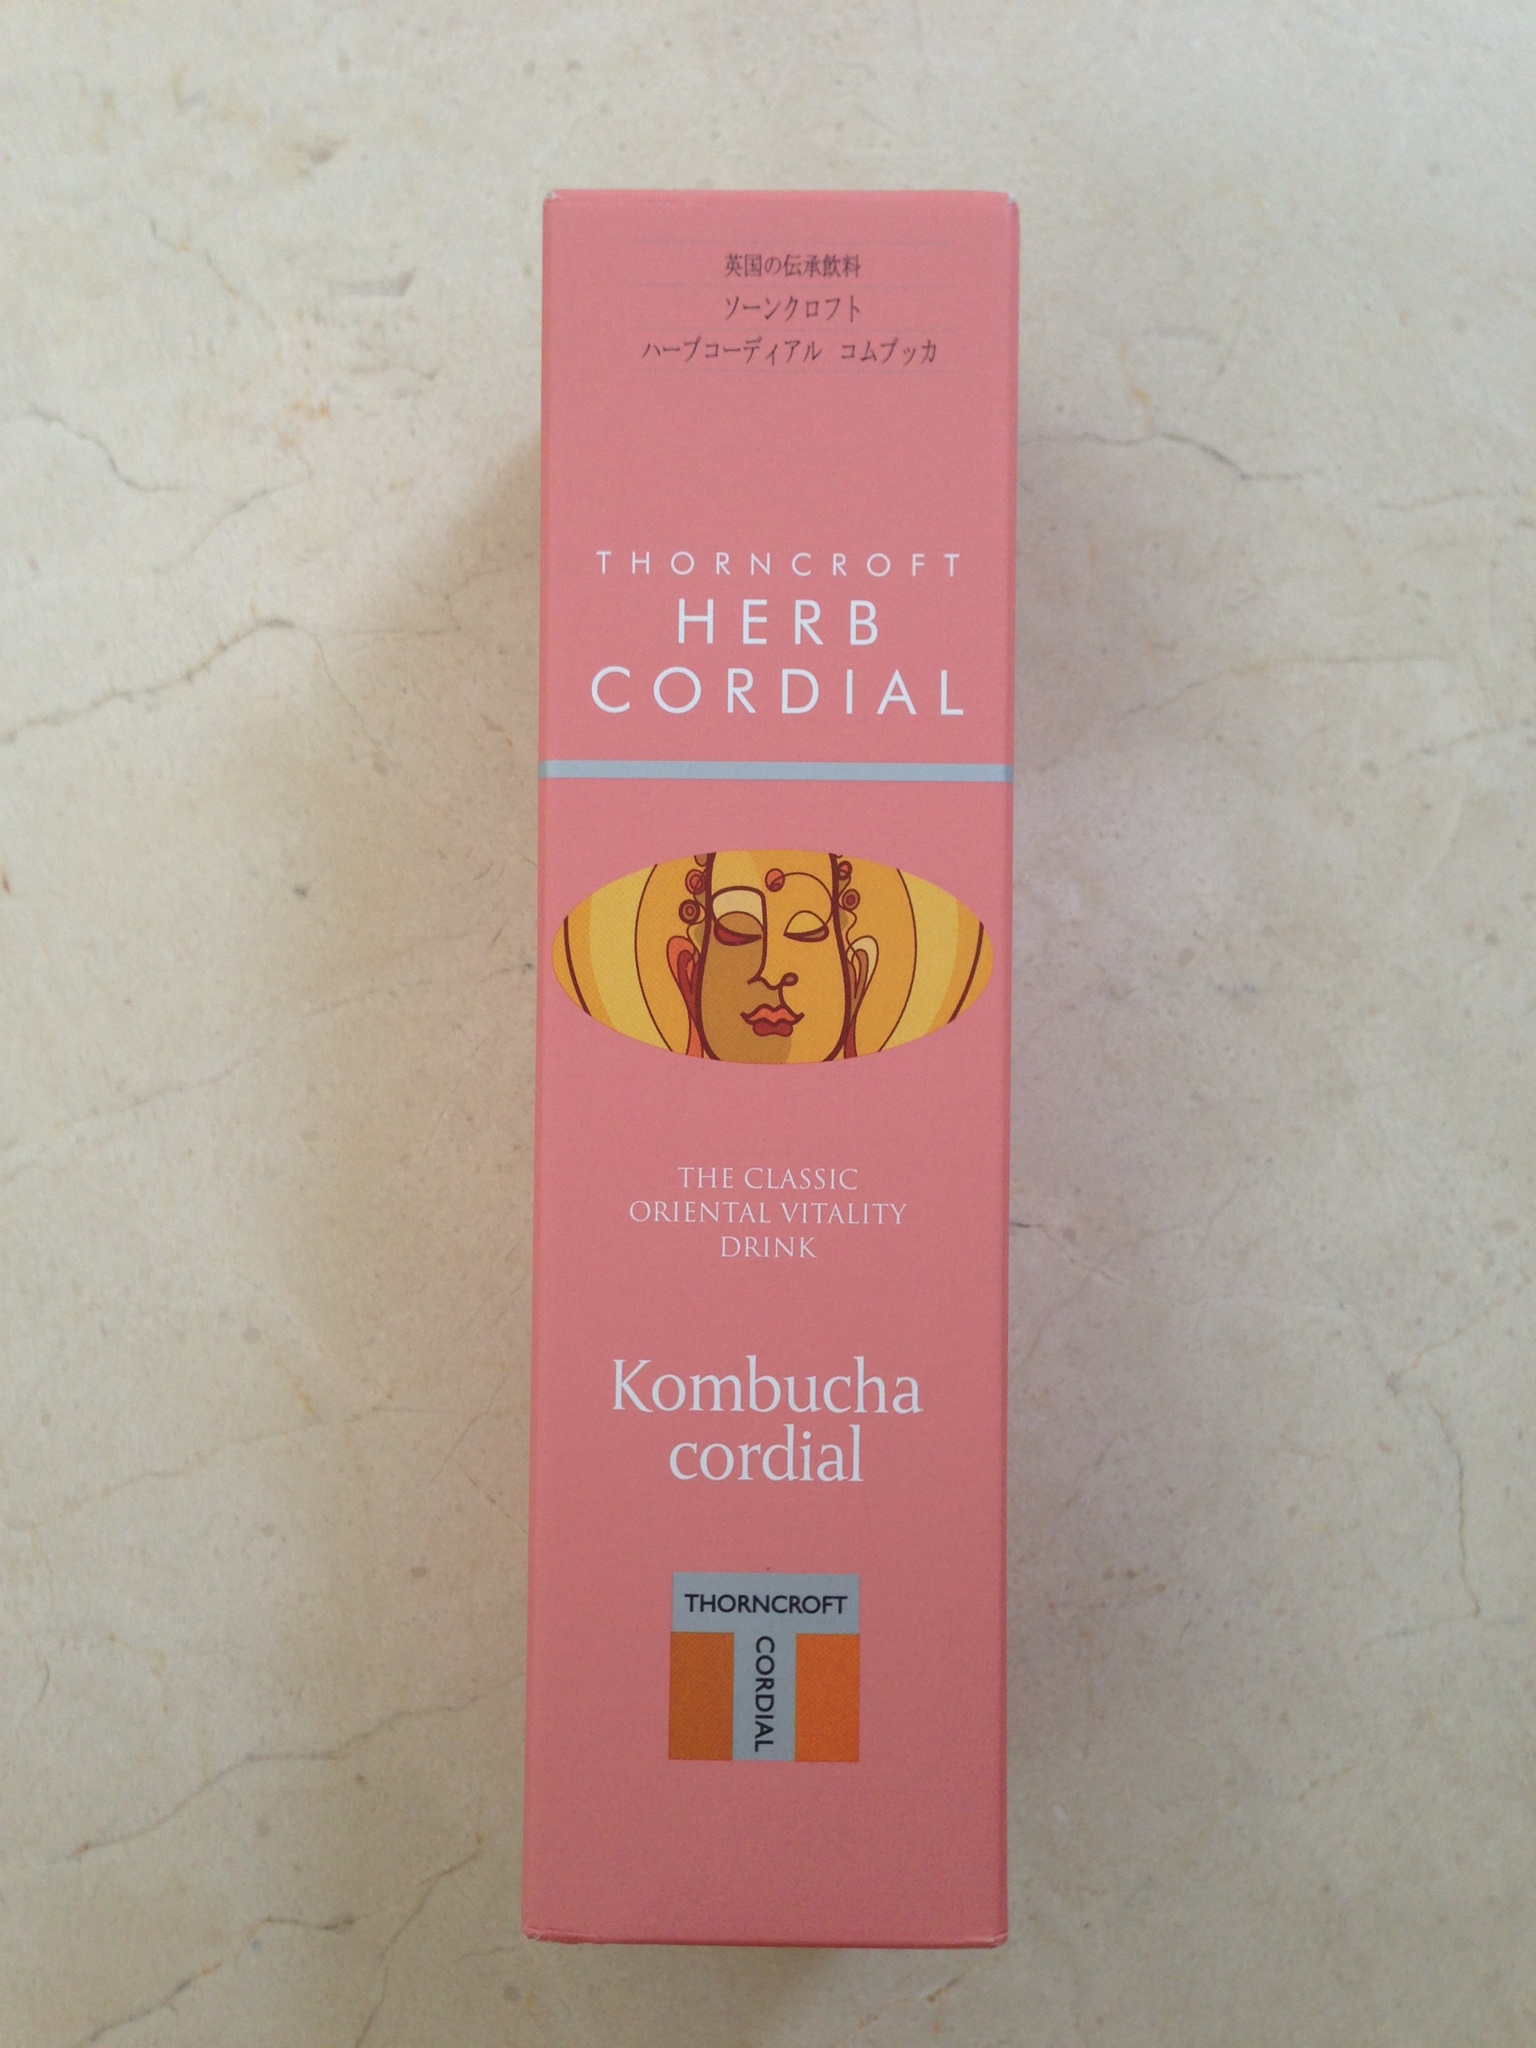 英国の伝承飲料
ソーンクロフト
ハーブコーディアル コムブッカ
THORNCROFT
HERB
CORDIAL
THE CLASSIC
ORIENTAL VITALITY
DRINK
Kombucha
cordial
THORNCROFT
CORDIAL